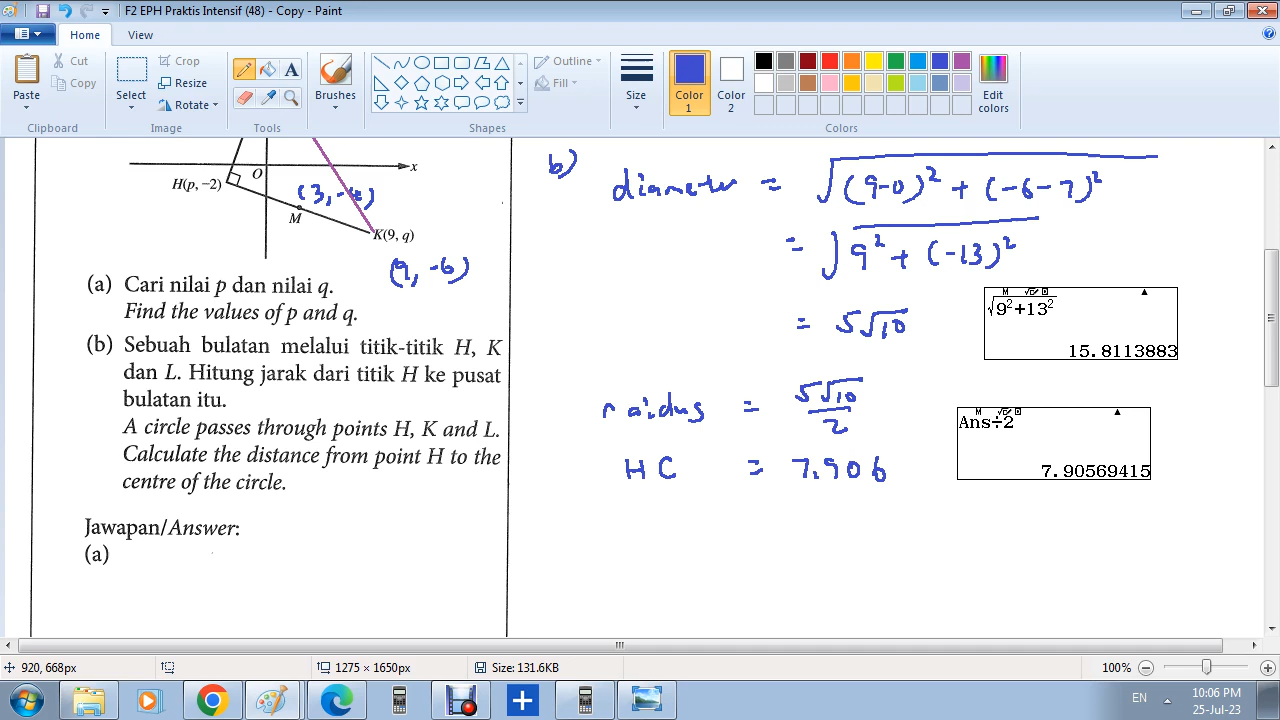 F2 EPH Praktis Intensif (48) - Copy - Paint
Home View
Paste
Cut
Copy
Clipboard
Select
Crop
Resize
Rotate
Image
A
Tools
Brushes
Shapes
Outline
Fill
Size
Color 1
Color 2
Edit colors
Colors
O
x
H(p, −2)
(3, -4)
M
K(9, q)
(9, -6)
(a) Cari nilai p dan nilai q.
Find the values of p and q.
(b) Sebuah bulatan melalui titik-titik H, K
dan L. Hitung jarak dari titik H ke pusat
bulatan itu.
A circle passes through points H, K and L.
Calculate the distance from point H to the
centre of the circle.
Jawapan/Answer:
(a)
b)
diameter = √(9-0)² + (-6-7)²
= √9² + (-13)²
= 5√10
√9²+13²
15.8113883
raidus = 5√10/2
HC = 7.906
Ans÷2
7.90569415
920, 668px
1275 × 1650px
Size: 131.6KB
100%
EN
10:06 PM
25-Jul-23